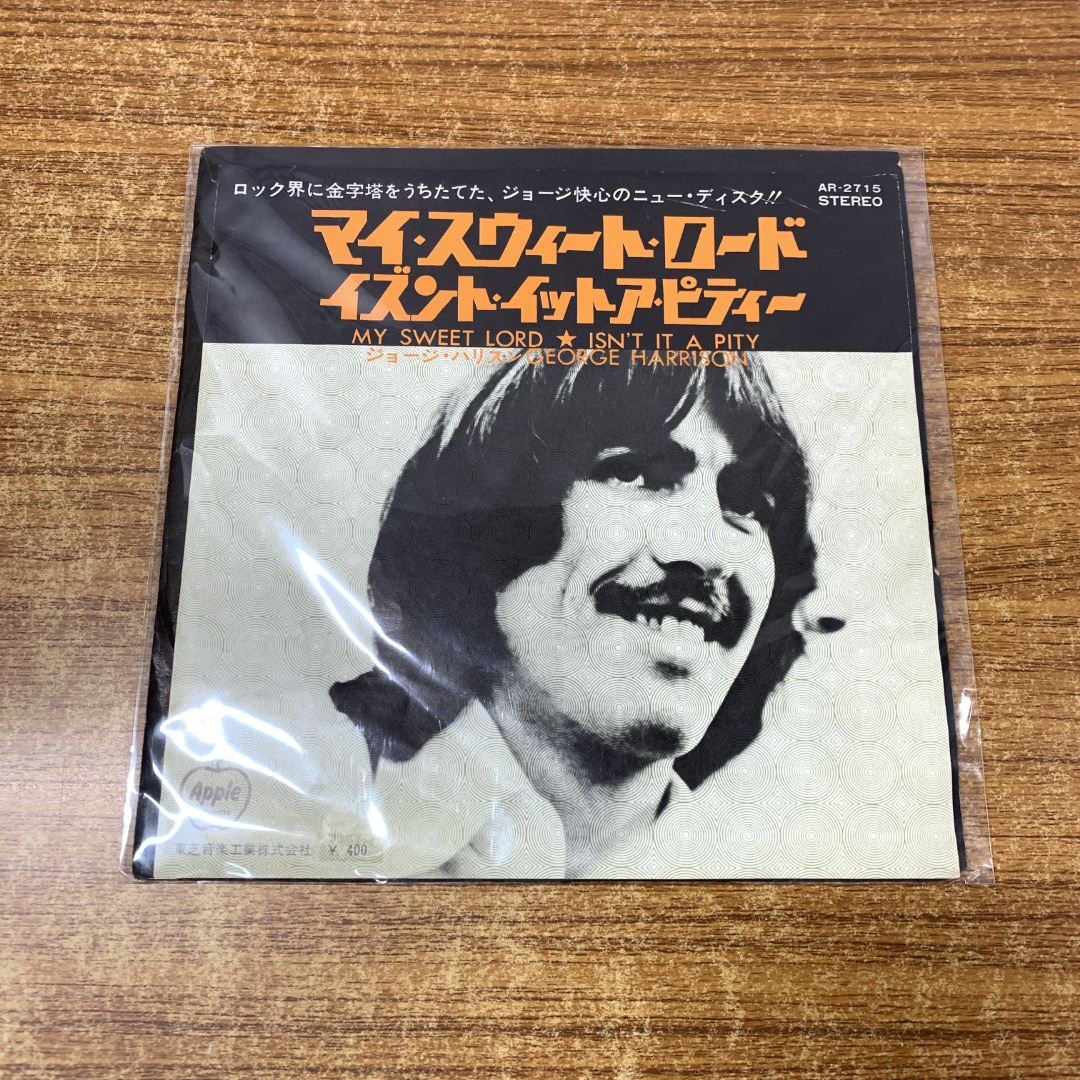 ロック界に金字塔をうちたてた、ジョージ快心のニュー・ディスク!!
AR-2715
STEREO
マイ・スウィート・ロード
イズント・イット・ア・ピティー
MY SWEET LORD ★ ISN'T IT A PITY
ジョージ・ハリスン GEORGE HARRISON
Apple
東芝音楽工業株式会社 ¥ 400